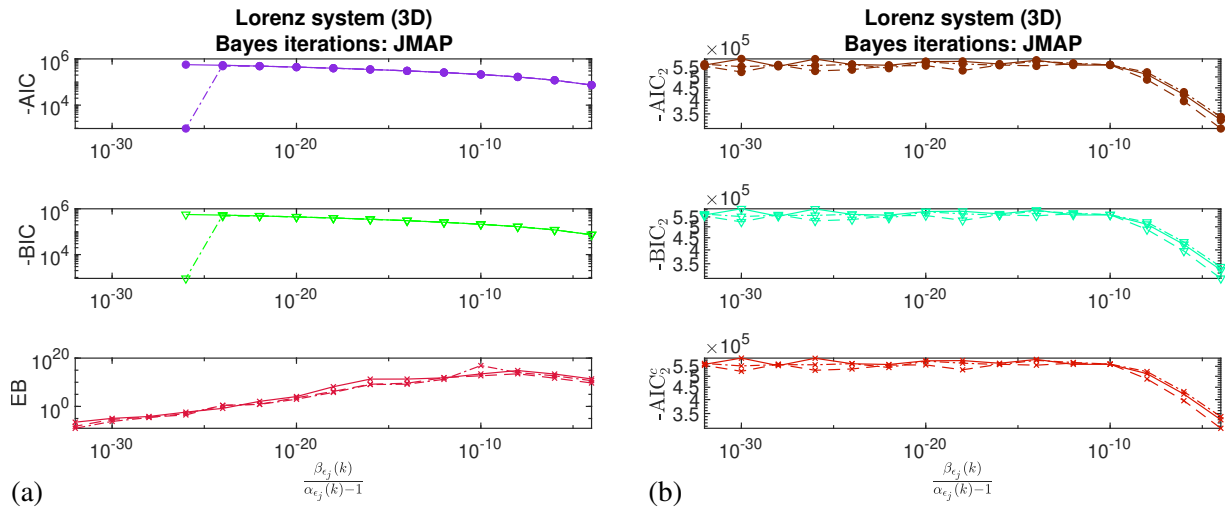 Lorenz system (3D)
Bayes iterations: JMAP
-AIC
10^6
10^4
10^-30
10^-20
10^-10
-BIC
10^6
10^4
10^-30
10^-20
10^-10
EB
10^20
10^0
10^-30
10^-20
10^-10
β_{ϵ_j}(k)
α_{ϵ_j}(k)−1
(a)
Lorenz system (3D)
Bayes iterations: JMAP
×10^5
-AIC_2
5.5
5
4.5
4
3.5
10^-30
10^-20
10^-10
×10^5
-BIC_2
5.5
5
4.5
4
3.5
10^-30
10^-20
10^-10
×10^5
-AIC^c_2
5.5
5
4.5
4
3.5
10^-30
10^-20
10^-10
β_{ϵ_j}(k)
α_{ϵ_j}(k)−1
(b)